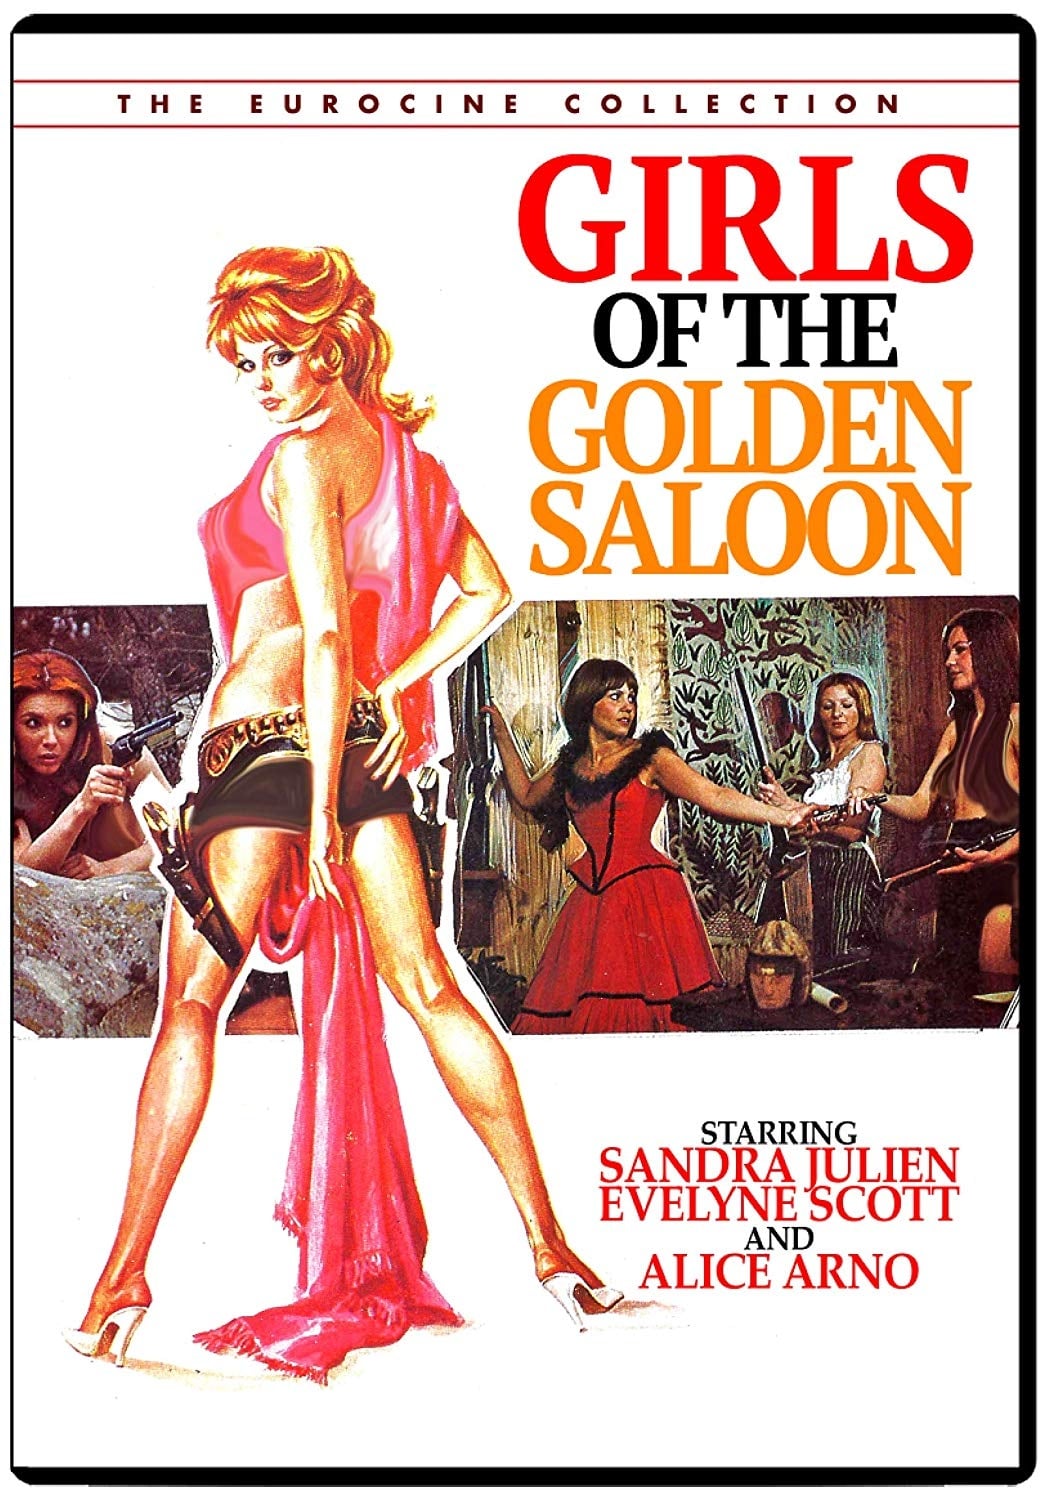 THE EUROCINE COLLECTION
GIRLS
OF THE
GOLDEN
SALOON
STARRING
SANDRA JULIEN
EVELYNE SCOTT
AND
ALICE ARNO